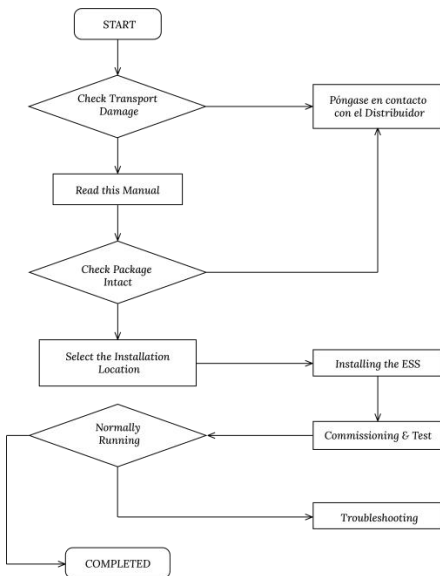 START
Check Transport
Damage
Póngase en contacto
con el Distribuidor
Read this Manual
Check Package
Intact
Select the Installation
Location
Installing the ESS
Normally
Running
Commissioning & Test
Troubleshooting
COMPLETED